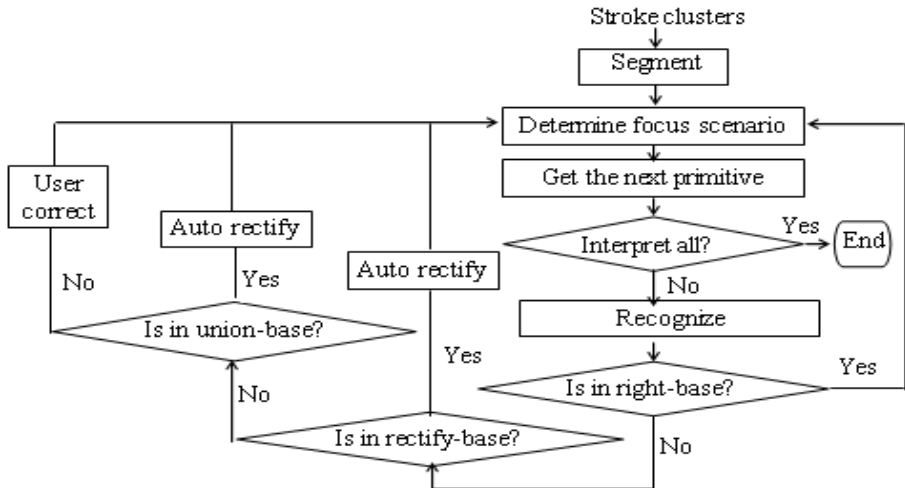 Stroke clusters
Segment
Determine focus scenario
Get the next primitive
Interpret all?
Yes
End
No
Recognize
Is in right-base?
Yes
No
Is in rectify-base?
Yes
Auto rectify
No
Is in union-base?
Yes
Auto rectify
No
User
correct